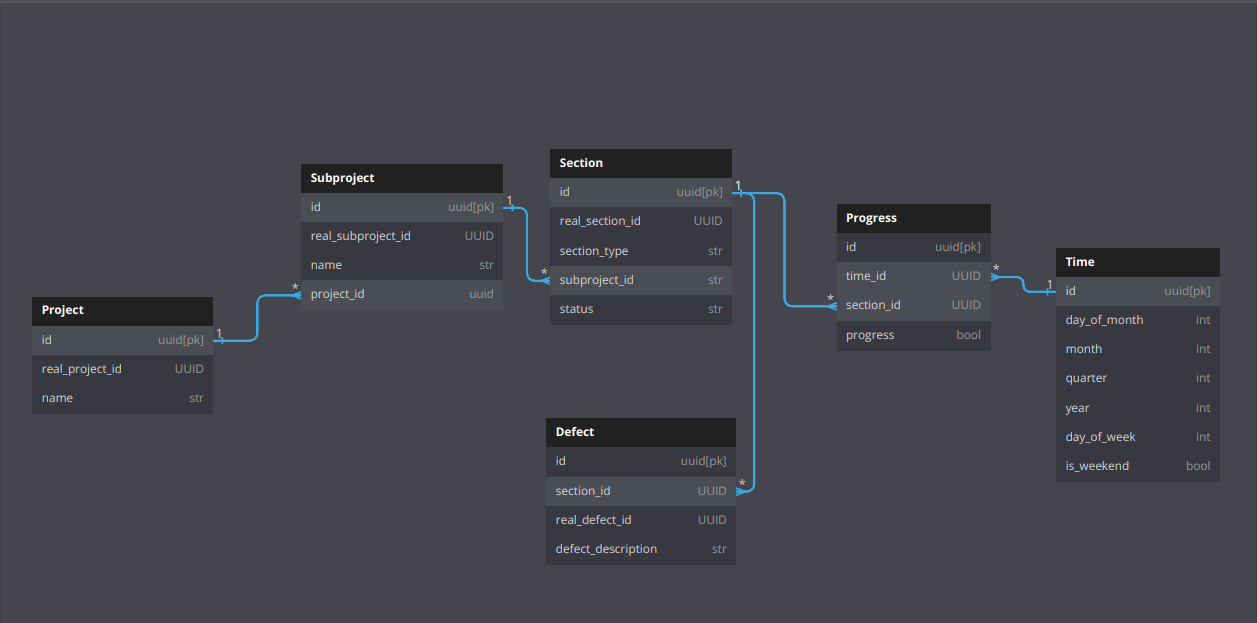 Project
id uuid[pk]
real_project_id UUID
name str
1
*
Subproject
id uuid[pk]
real_subproject_id UUID
name str
project_id uuid
1
*
Section
id uuid[pk]
real_section_id UUID
section_type str
subproject_id str
status str
1
*
Defect
id uuid[pk]
section_id UUID
real_defect_id UUID
defect_description str
*
Progress
id uuid[pk]
time_id UUID
section_id UUID
progress bool
*
1
Time
id uuid[pk]
day_of_month int
month int
quarter int
year int
day_of_week int
is_weekend bool